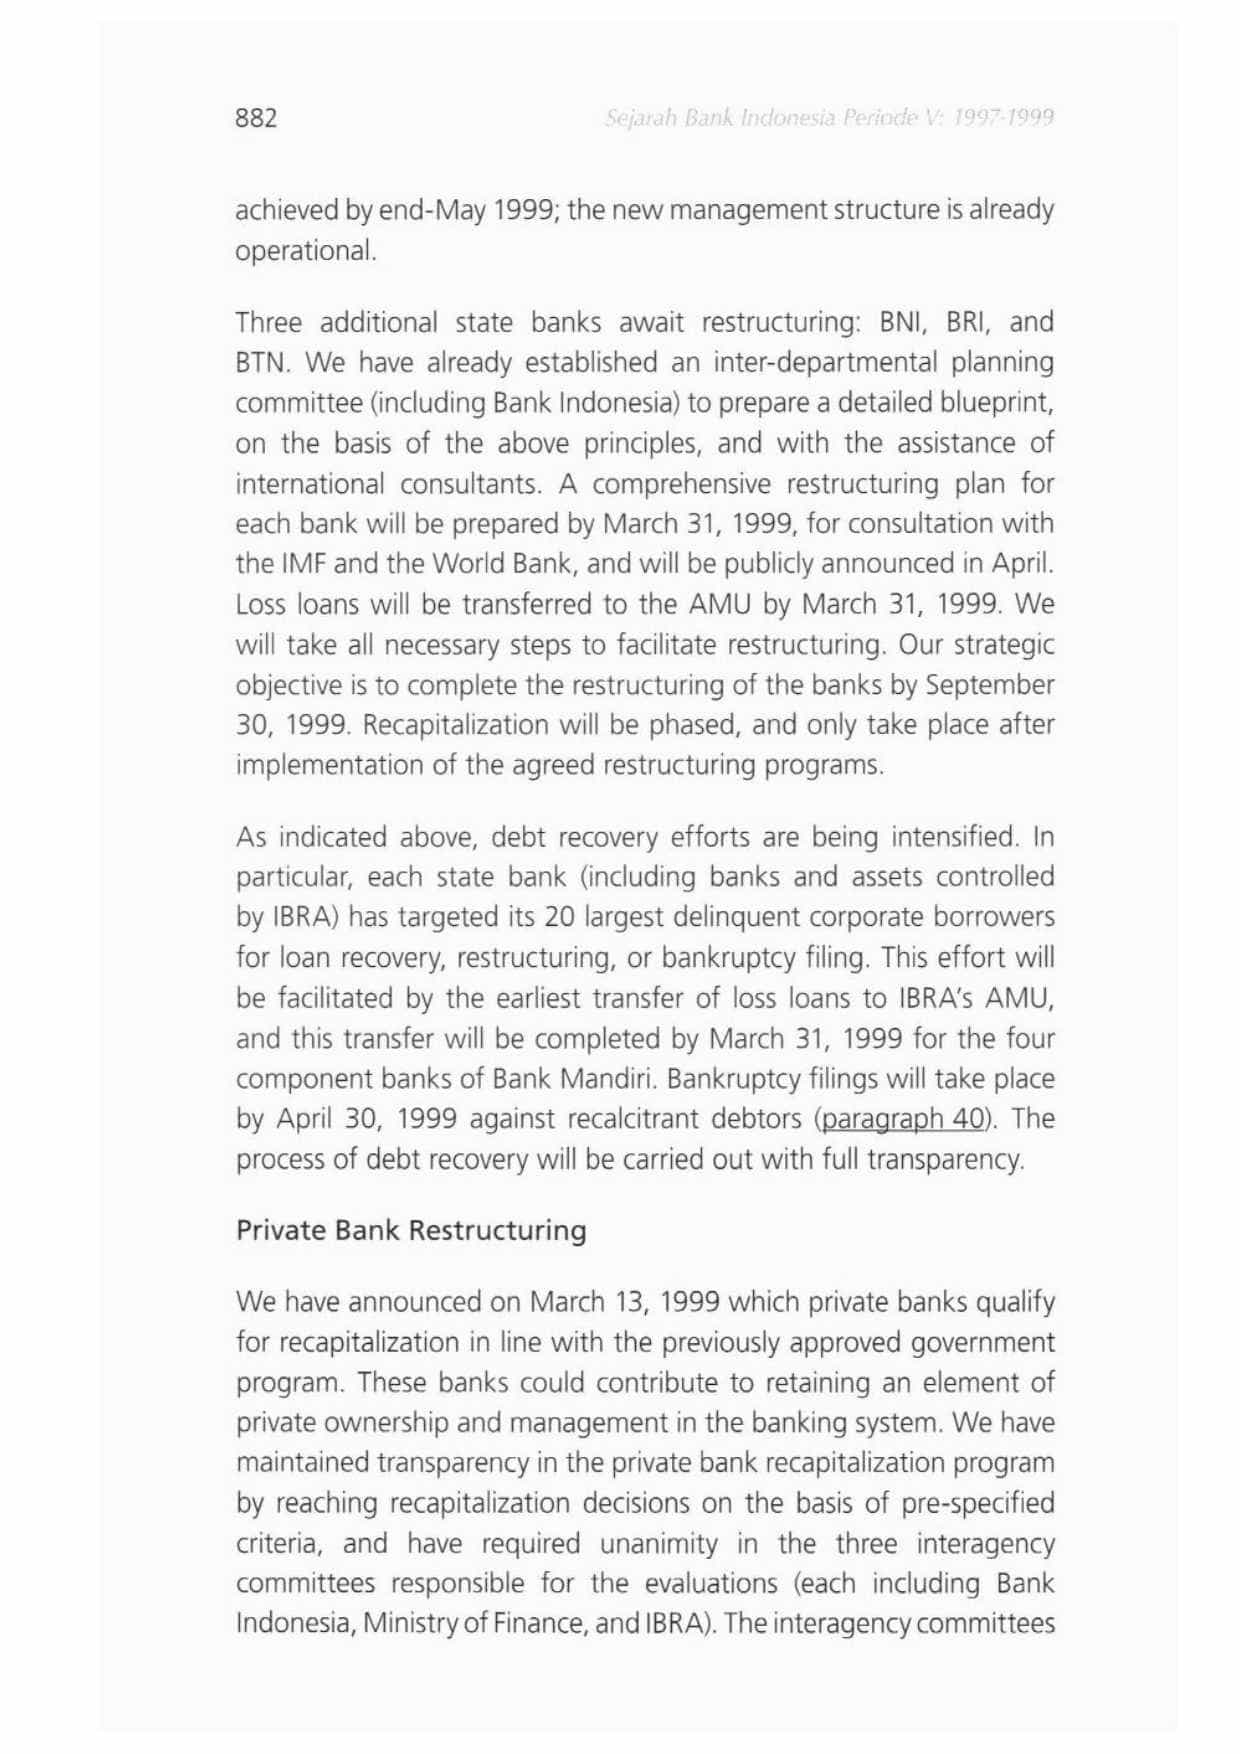 882
Sejarah Bank Indonesia Periode V: 1997-1999
achieved by end-May 1999; the new management structure is already
operational.
Three additional state banks await restructuring: BNI, BRI, and
BTN. We have already established an inter-departmental planning
committee (including Bank Indonesia) to prepare a detailed blueprint,
on the basis of the above principles, and with the assistance of
international consultants. A comprehensive restructuring plan for
each bank will be prepared by March 31, 1999, for consultation with
the IMF and the World Bank, and will be publicly announced in April.
Loss loans will be transferred to the AMU by March 31, 1999. We
will take all necessary steps to facilitate restructuring. Our strategic
objective is to complete the restructuring of the banks by September
30, 1999. Recapitalization will be phased, and only take place after
implementation of the agreed restructuring programs.
As indicated above, debt recovery efforts are being intensified. In
particular, each state bank (including banks and assets controlled
by IBRA) has targeted its 20 largest delinquent corporate borrowers
for loan recovery, restructuring, or bankruptcy filing. This effort will
be facilitated by the earliest transfer of loss loans to IBRA's AMU,
and this transfer will be completed by March 31, 1999 for the four
component banks of Bank Mandiri. Bankruptcy filings will take place
by April 30, 1999 against recalcitrant debtors (paragraph 40). The
process of debt recovery will be carried out with full transparency.
Private Bank Restructuring
We have announced on March 13, 1999 which private banks qualify
for recapitalization in line with the previously approved government
program. These banks could contribute to retaining an element of
private ownership and management in the banking system. We have
maintained transparency in the private bank recapitalization program
by reaching recapitalization decisions on the basis of pre-specified
criteria, and have required unanimity in the three interagency
committees responsible for the evaluations (each including Bank
Indonesia, Ministry of Finance, and IBRA). The interagency committees